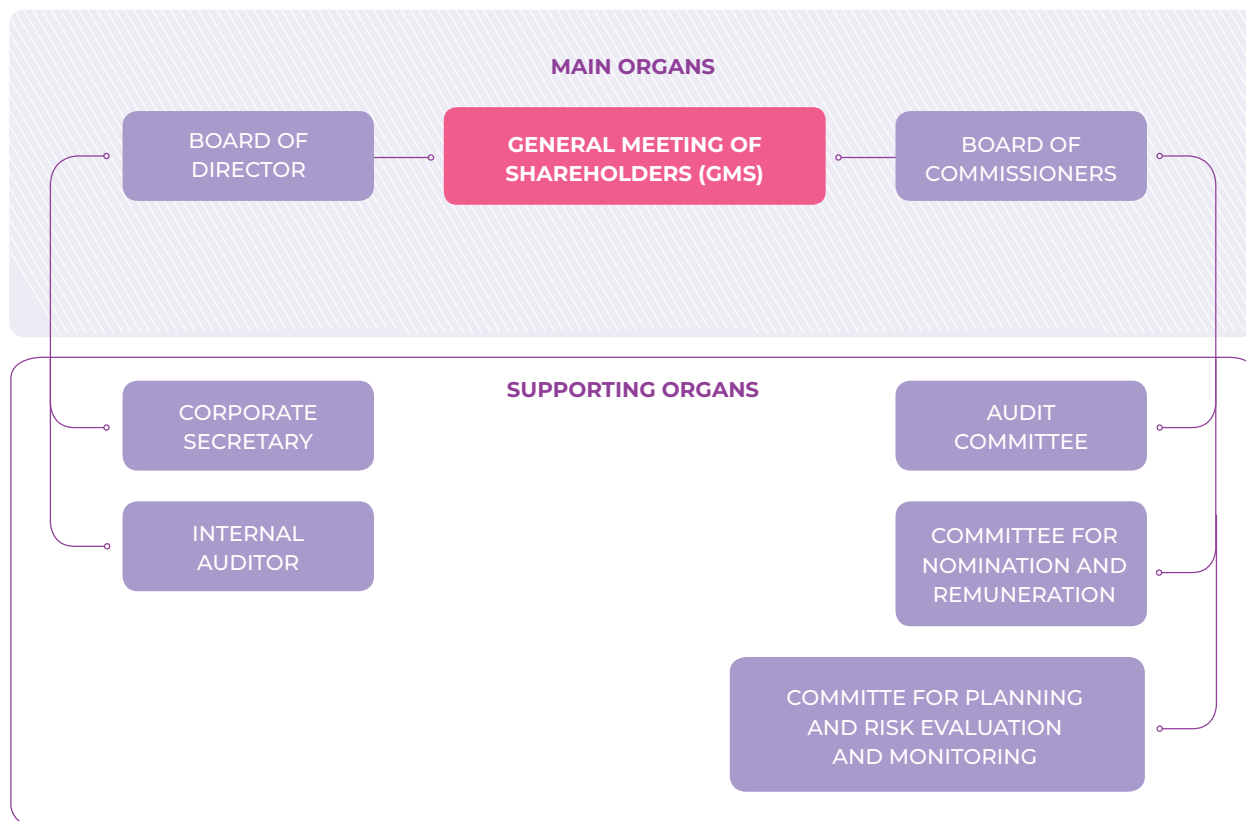 MAIN ORGANS
BOARD OF
DIRECTOR
GENERAL MEETING OF
SHAREHOLDERS (GMS)
BOARD OF
COMMISSIONERS
SUPPORTING ORGANS
CORPORATE
SECRETARY
AUDIT
COMMITTEE
INTERNAL
AUDITOR
COMMITTEE FOR
NOMINATION AND
REMUNERATION
COMMITTE FOR PLANNING
AND RISK EVALUATION
AND MONITORING